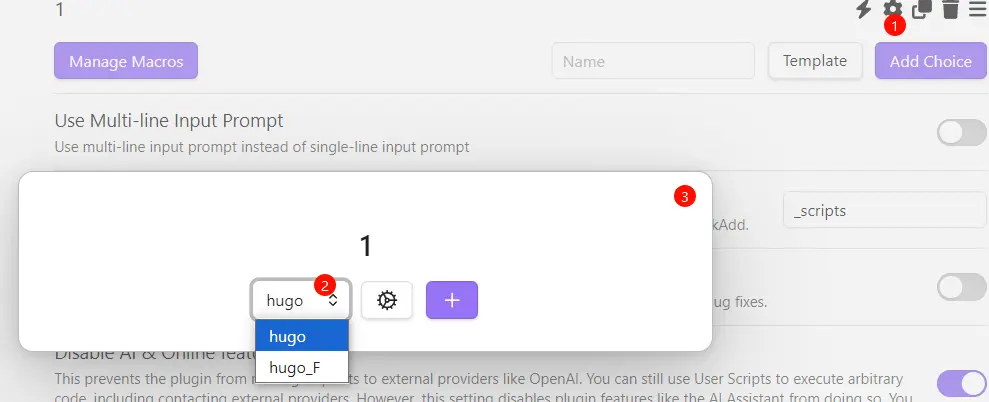 1
1
Manage Macros
Name
Template
Add Choice
Use Multi-line Input Prompt
Use multi-line input prompt instead of single-line input prompt
3
kAdd.
_scripts
1
hugo
2
ug fixes.
hugo
hugo_F
Disable AI & Online
This prevents the plugin from to external providers like OpenAI. You can still use User Scripts to execute arbitrary
code, including contacting external providers. However, this setting disables plugin features like the AI Assistant from doing so. You